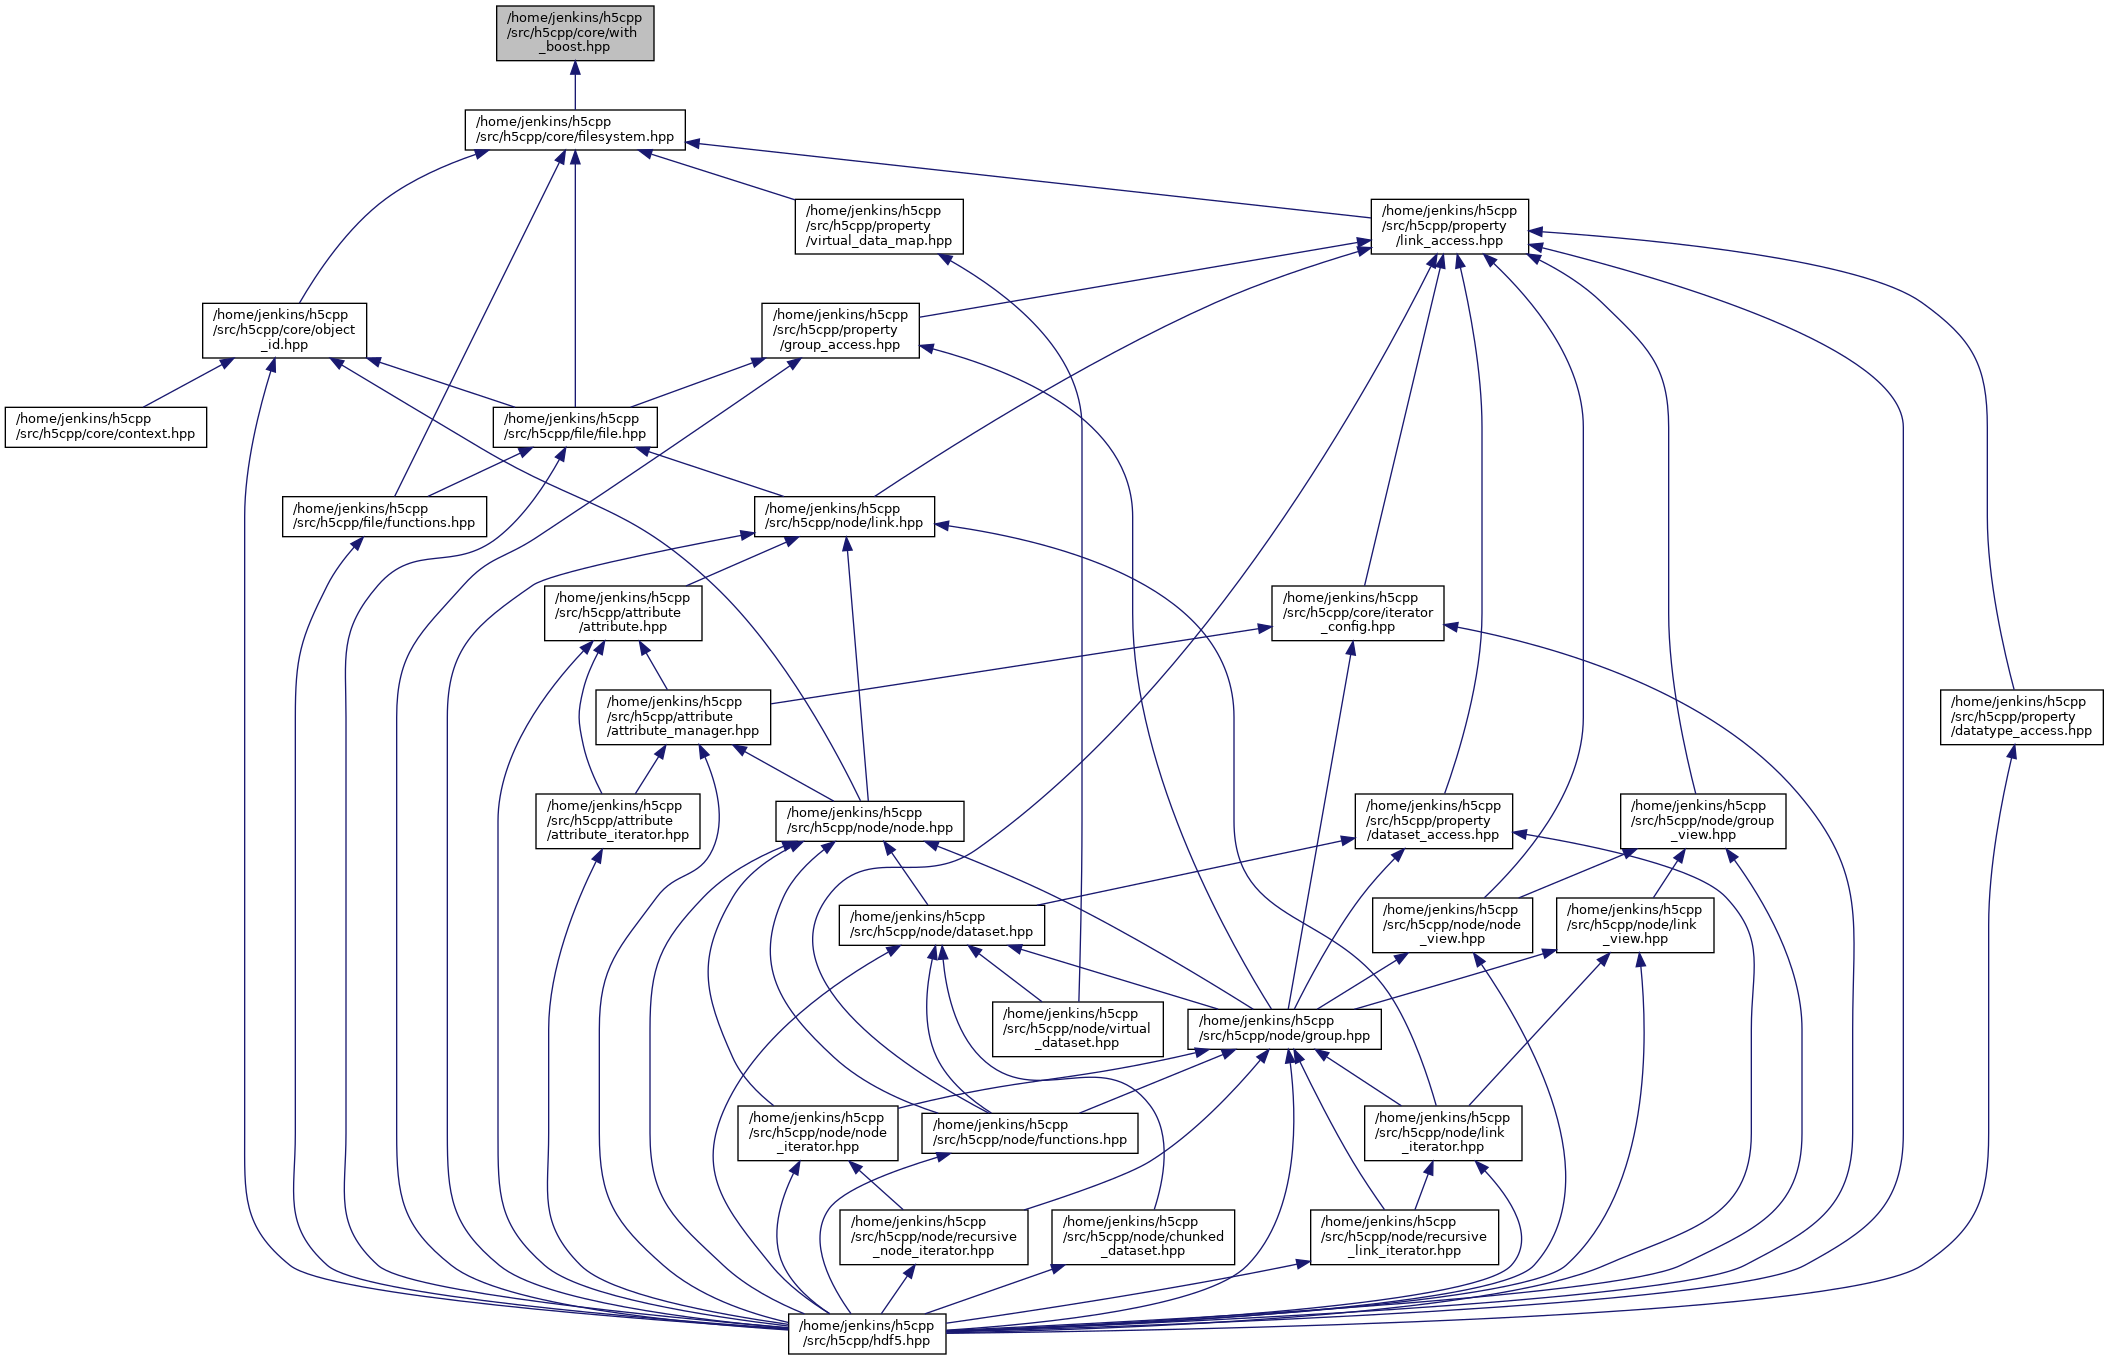 /home/jenkins/h5cpp
/src/h5cpp/core/with
_boost.hpp
/home/jenkins/h5cpp
/src/h5cpp/core/filesystem.hpp
/home/jenkins/h5cpp
/src/h5cpp/property
/virtual_data_map.hpp
/home/jenkins/h5cpp
/src/h5cpp/property
/link_access.hpp
/home/jenkins/h5cpp
/src/h5cpp/core/object
_id.hpp
/home/jenkins/h5cpp
/src/h5cpp/property
/group_access.hpp
/home/jenkins/h5cpp
/src/h5cpp/core/context.hpp
/home/jenkins/h5cpp
/src/h5cpp/file/file.hpp
/home/jenkins/h5cpp
/src/h5cpp/file/functions.hpp
/home/jenkins/h5cpp
/src/h5cpp/node/link.hpp
/home/jenkins/h5cpp
/src/h5cpp/attribute
/attribute.hpp
/home/jenkins/h5cpp
/src/h5cpp/core/iterator
_config.hpp
/home/jenkins/h5cpp
/src/h5cpp/attribute
/attribute_manager.hpp
/home/jenkins/h5cpp
/src/h5cpp/property
/datatype_access.hpp
/home/jenkins/h5cpp
/src/h5cpp/attribute
/attribute_iterator.hpp
/home/jenkins/h5cpp
/src/h5cpp/node/node.hpp
/home/jenkins/h5cpp
/src/h5cpp/property
/dataset_access.hpp
/home/jenkins/h5cpp
/src/h5cpp/node/group
_view.hpp
/home/jenkins/h5cpp
/src/h5cpp/node/dataset.hpp
/home/jenkins/h5cpp
/src/h5cpp/node/node
_view.hpp
/home/jenkins/h5cpp
/src/h5cpp/node/link
_view.hpp
/home/jenkins/h5cpp
/src/h5cpp/node/virtual
_dataset.hpp
/home/jenkins/h5cpp
/src/h5cpp/node/group.hpp
/home/jenkins/h5cpp
/src/h5cpp/node/node
_iterator.hpp
/home/jenkins/h5cpp
/src/h5cpp/node/functions.hpp
/home/jenkins/h5cpp
/src/h5cpp/node/link
_iterator.hpp
/home/jenkins/h5cpp
/src/h5cpp/node/recursive
_node_iterator.hpp
/home/jenkins/h5cpp
/src/h5cpp/node/chunked
_dataset.hpp
/home/jenkins/h5cpp
/src/h5cpp/node/recursive
_link_iterator.hpp
/home/jenkins/h5cpp
/src/h5cpp/hdf5.hpp